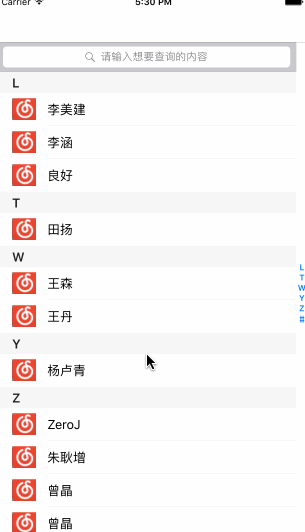 Carrier 5:30 PM
请输入想要查询的内容
L
李美建
李涵
良好
T
田扬
W
王森
王丹
Y
杨卢青
Z
ZeroJ
朱耿增
曾晶
曾晶
L
T
W
Y
Z
#